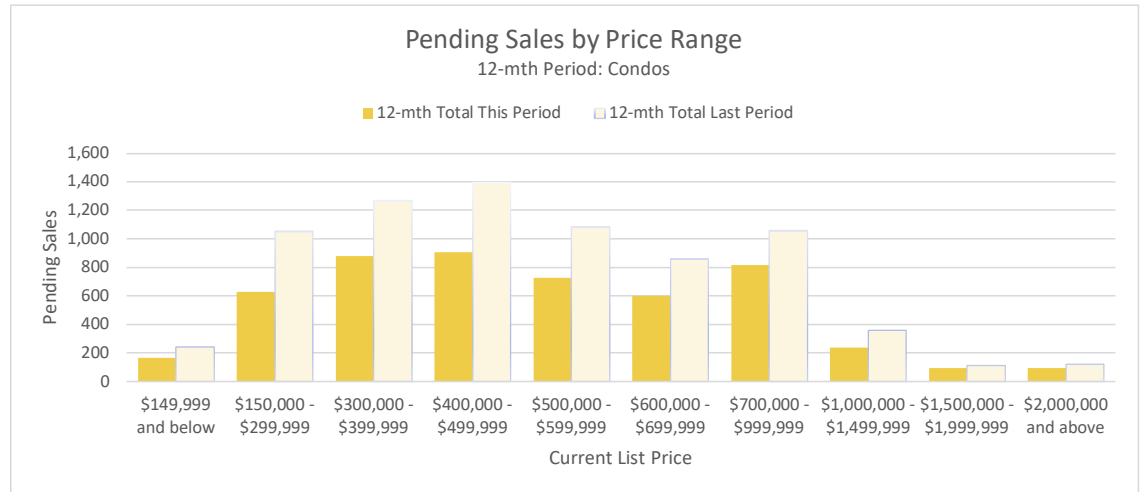 Pending Sales by Price Range
12-mth Period: Condos
12-mth Total This Period 12-mth Total Last Period
1,600
1,400
1,200
1,000
800
600
400
200
0
Pending Sales
$149,999 $150,000 - $300,000 - $400,000 - $500,000 - $600,000 - $700,000 - $1,000,000 - $1,500,000 - $2,000,000
and below $299,999 $399,999 $499,999 $599,999 $699,999 $999,999 $1,499,999 $1,999,999 and above
Current List Price